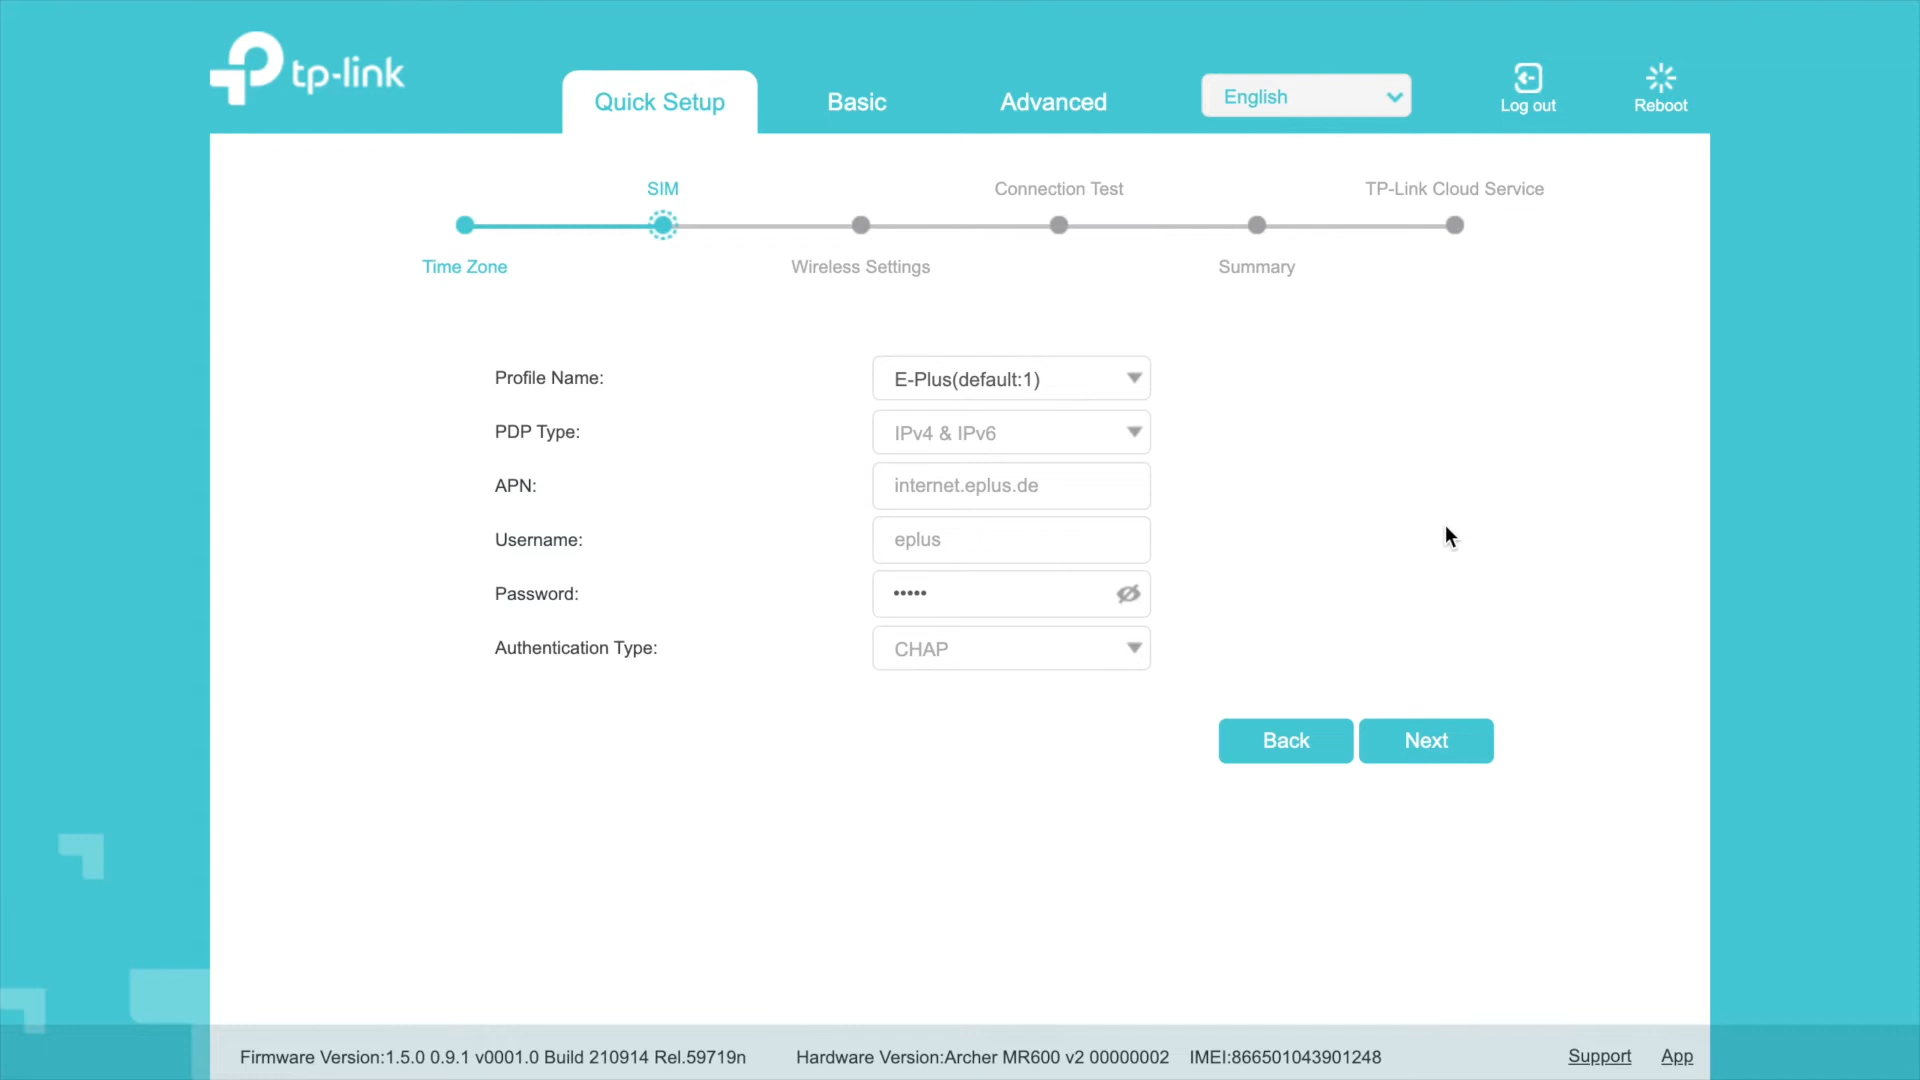 tp-link
Quick Setup
Basic
Advanced
English
Log out
Reboot
SIM
Connection Test
TP-Link Cloud Service
Time Zone
Wireless Settings
Summary
Profile Name:
E-Plus(default:1)
PDP Type:
IPv4 & IPv6
APN:
internet.eplus.de
Username:
eplus
Password:
•••••
Authentication Type:
CHAP
Back
Next
Firmware Version:1.5.0 0.9.1 v0001.0 Build 210914 Rel.59719n
Hardware Version:Archer MR600 v2 00000002
IMEI:866501043901248
Support
App